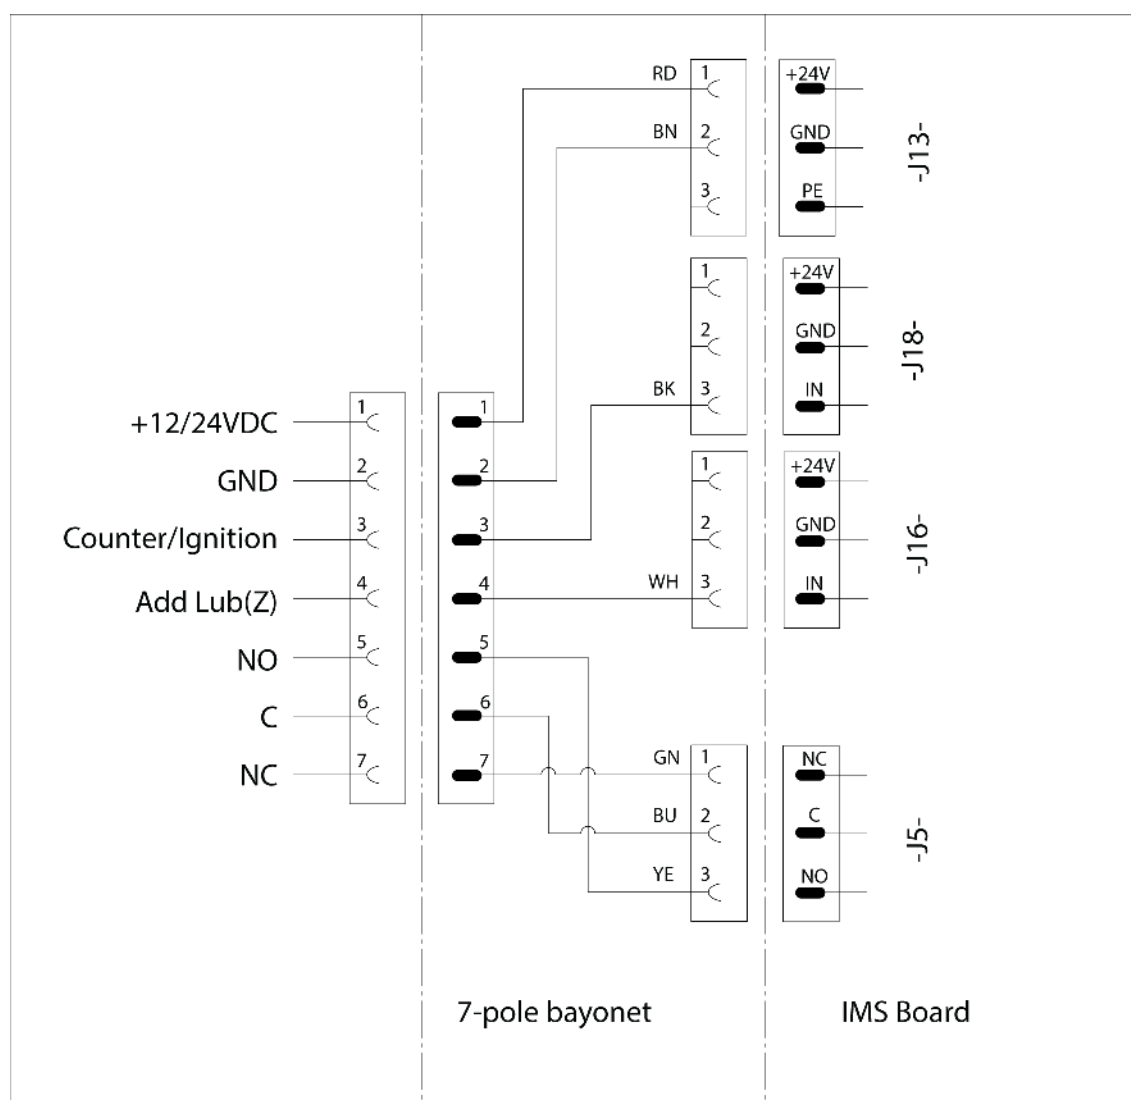 +12/24VDC
GND
Counter/Ignition
Add Lub(Z)
NO
C
NC
1
2
3
4
5
6
7
1
2
3
4
5
6
7
RD 1
BN 2
3
1
2
BK 3
1
2
WH 3
GN 1
BU 2
YE 3
+24V
GND
PE
-J13-
+24V
GND
IN
-J18-
+24V
GND
IN
-J16-
NC
C
NO
-J5-
7-pole bayonet
IMS Board